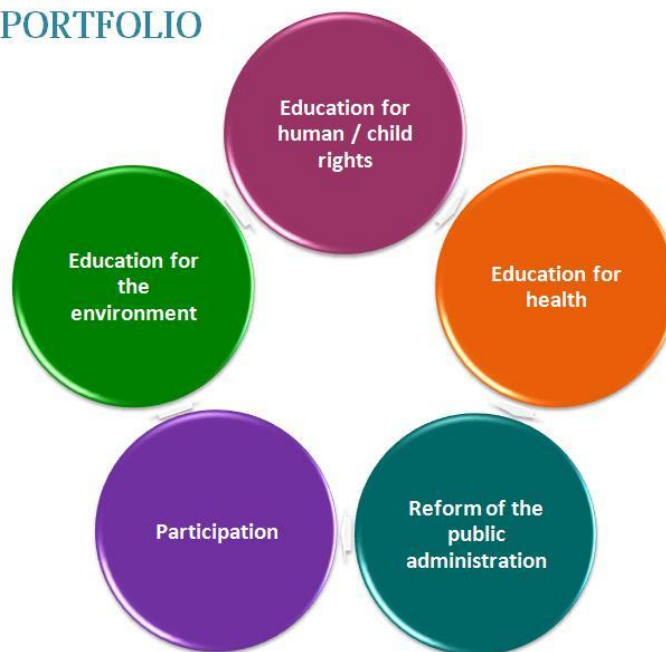 PORTFOLIO
Education for
human / child
rights
Education for
the
environment
Education for
health
Participation
Reform of the
public
administration